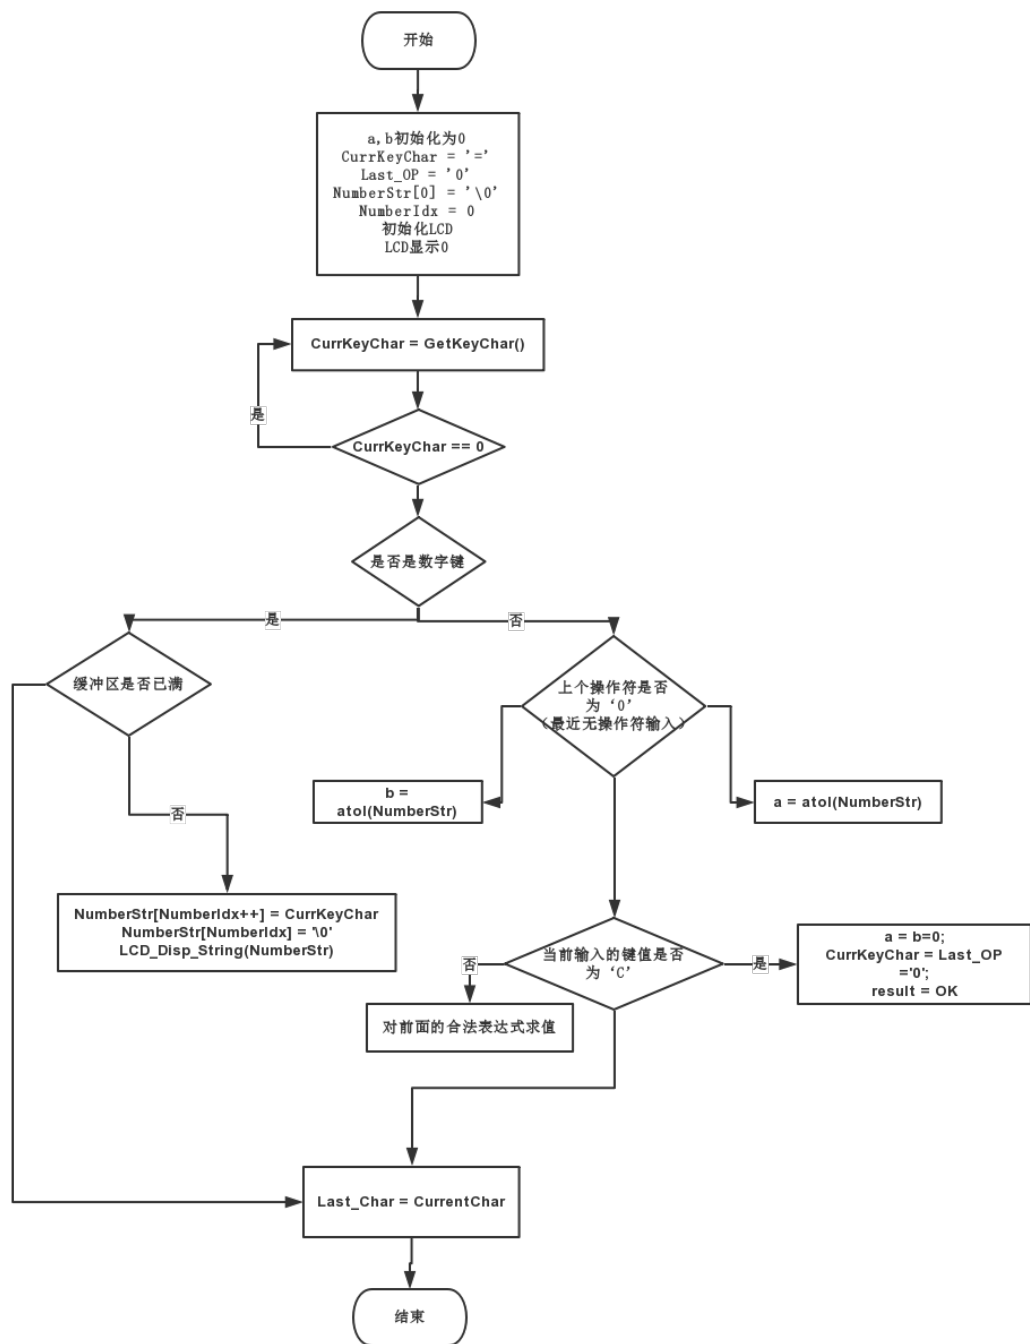 开始
a,b初始化为0
CurrKeyChar = '='
Last_OP = '0'
NumberStr[0] = '\0'
NumberIdx = 0
初始化LCD
LCD显示0
CurrKeyChar = GetKeyChar()
是
CurrKeyChar == 0
是否是数字键
是
否
缓冲区是否已满
上个操作符是否
为‘0’
(最近无操作符输入)
b =
atol(NumberStr)
a = atol(NumberStr)
否
NumberStr[NumberIdx++] = CurrKeyChar
NumberStr[NumberIdx] = '\0'
LCD_Disp_String(NumberStr)
当前输入的键值是否
为‘C’
否
是
a = b=0;
CurrKeyChar = Last_OP
='0';
result = OK
对前面的合法表达式求值
Last_Char = CurrentChar
结束